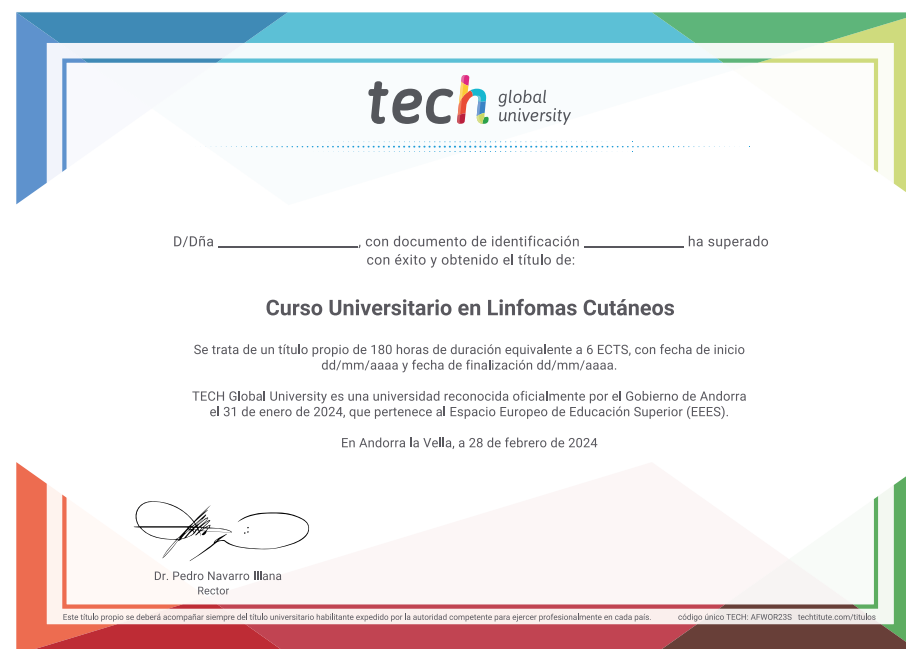 tech global university
D/Dña ____________________, con documento de identificación ______________ ha superado
con éxito y obtenido el título de:
Curso Universitario en Linfomas Cutáneos
Se trata de un título propio de 180 horas de duración equivalente a 6 ECTS, con fecha de inicio
dd/mm/aaaa y fecha de finalización dd/mm/aaaa.
TECH Global University es una universidad reconocida oficialmente por el Gobierno de Andorra
el 31 de enero de 2024, que pertenece al Espacio Europeo de Educación Superior (EEES).
En Andorra la Vella, a 28 de febrero de 2024
Dr. Pedro Navarro Illana
Rector
Este título propio se deberá acompañar siempre del título universitario habilitante expedido por la autoridad competente para ejercer profesionalmente en cada país. código único TECH: AFWOR23S techtitute.com/titulos